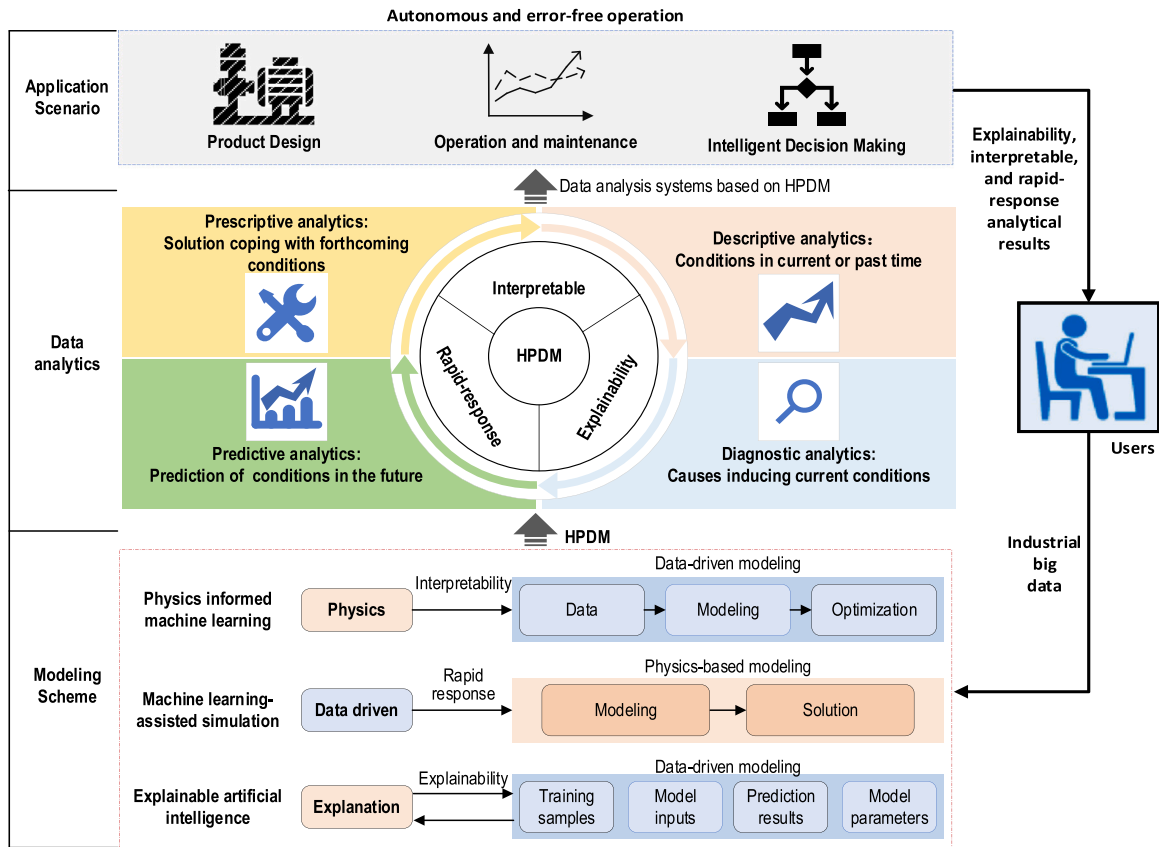 Autonomous and error-free operation
Application
Scenario
Product Design
Operation and maintenance
Intelligent Decision Making
Explainability,
interpretable,
and rapid-
response
analytical
results
Data analysis systems based on HPDM
Data
analytics
Prescriptive analytics:
Solution coping with forthcoming
conditions
Descriptive analytics:
Conditions in current or past time
Interpretable
HPDM
Rapid-response
Explainability
Predictive analytics:
Prediction of conditions in the future
Diagnostic analytics:
Causes inducing current conditions
Users
HPDM
Industrial
big
data
Modeling
Scheme
Physics informed
machine learning
Physics
Interpretability
Data-driven modeling
Data
Modeling
Optimization
Machine learning-
assisted simulation
Data driven
Rapid
response
Physics-based modeling
Modeling
Solution
Explainable artificial
intelligence
Explanation
Explainability
Data-driven modeling
Training
samples
Model
inputs
Prediction
results
Model
parameters